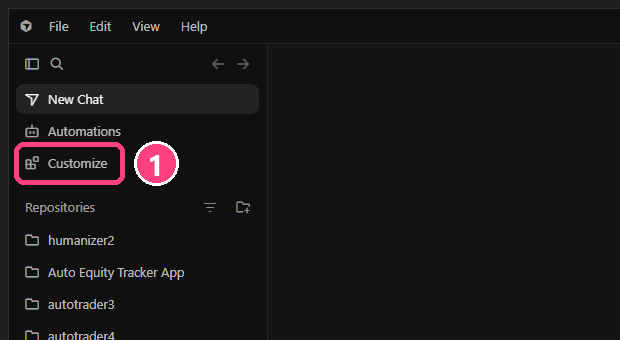 File Edit View Help
New Chat
Automations
Customize
1
Repositories
humanizer2
Auto Equity Tracker App
autotrader3
autotrader4